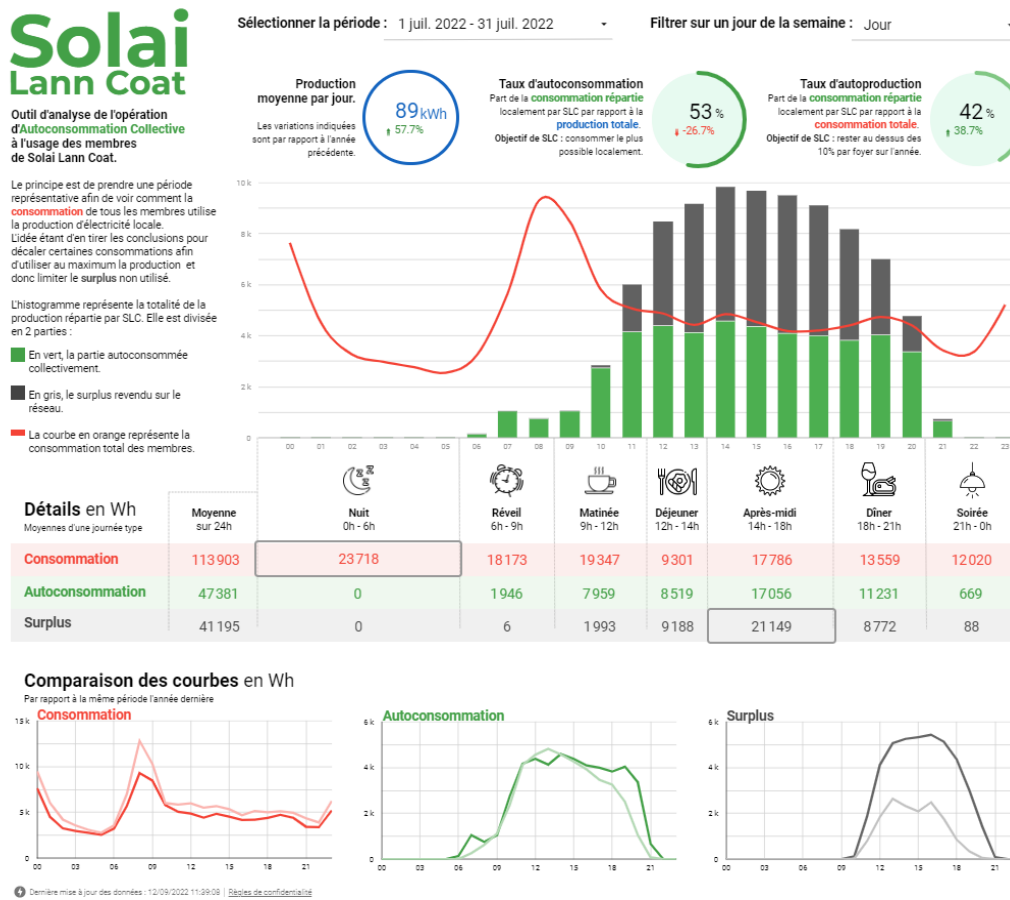 Solai
Lann Coat
Outil d'analyse de l'opération
d'Autoconsommation Collective
à l'usage des membres
de Solai Lann Coat.
Le principe est de prendre une période
représentative afin de voir comment la
consommation de tous les membres utilise
la production d'électricité locale.
L'idée étant d'en tirer les conclusions pour
décaler certaines consommations afin
d'utiliser au maximum la production et
donc limiter le surplus non utilisé.
L'histogramme représente la totalité de la
production répartie par SLC. Elle est divisée
en 2 parties :
En vert, la partie autoconsommée
collectivement.
En gris, le surplus revendu sur le
réseau.
La courbe en orange représente la
consommation total des membres.
Sélectionner la période : 1 juil. 2022 - 31 juil. 2022
Filtrer sur un jour de la semaine : Jour
Production
moyenne par jour.
Les variations indiquées
sont par rapport à l'année
précédente.
89kWh
57.7%
Taux d'autoconsommation
Part de la consommation répartie
localement par SLC par rapport à la
production totale.
Objectif de SLC : consommer le plus
possible localement.
53 %
-26.7%
Taux d'autoproduction
Part de la consommation répartie
localement par SLC par rapport à la
consommation totale.
Objectif de SLC : rester au dessus des
10% par foyer sur l'année.
42 %
38.7%
10 k
8 k
6 k
4 k
2 k
0
00 01 02 03 04 05 06 07 08 09 10 11 12 13 14 15 16 17 18 19 20 21 22 23
Détails en Wh
Moyennes d'une journée type
Moyenne
sur 24h
Nuit
0h - 6h
Réveil
6h - 9h
Matinée
9h - 12h
Déjeuner
12h - 14h
Après-midi
14h - 18h
Dîner
18h - 21h
Soirée
21h - 0h
Consommation 113 903 23 718 18 173 19 347 9 301 17 786 13 559 12 020
Autoconsommation 47 381 0 1 946 7 959 8 519 17 056 11 231 669
Surplus 41 195 0 6 1 993 9 188 21 149 8 772 88
Comparaison des courbes en Wh
Par rapport à la même période l'année dernière
Consommation
15 k
10 k
5 k
0
00 03 06 09 12 15 18 21
Autoconsommation
6 k
4 k
2 k
0
00 03 06 09 12 15 18 21
Surplus
6 k
4 k
2 k
0
00 03 06 09 12 15 18 21
Dernière mise à jour des données : 12/09/2022 11:39:08 | Règles de confidentialité